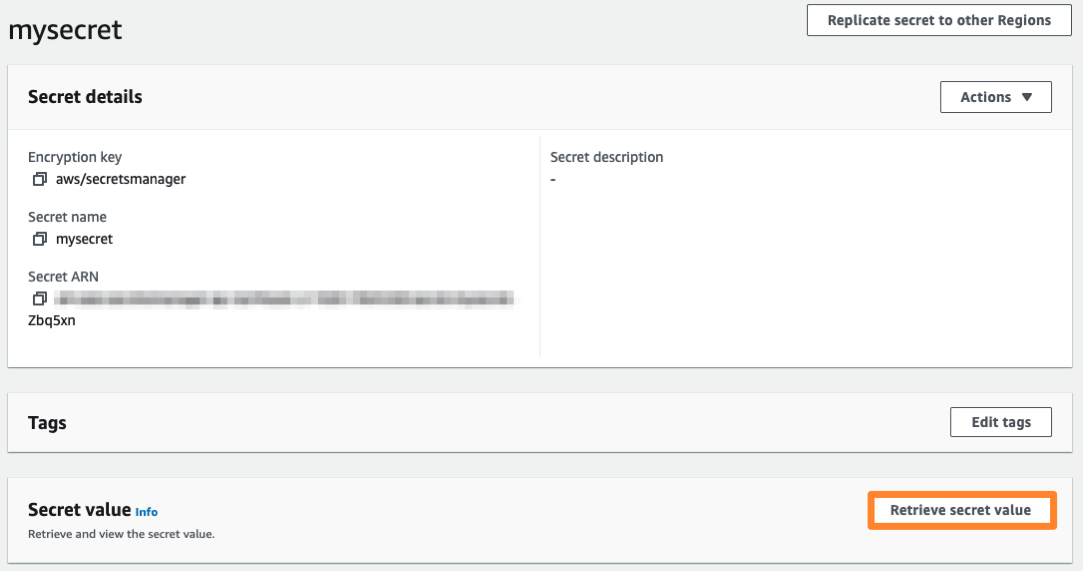 mysecret
Replicate secret to other Regions
Secret details
Actions
Encryption key
aws/secretsmanager
Secret name
mysecret
Secret ARN
Zbq5xn
Secret description
-
Tags
Edit tags
Secret value Info
Retrieve and view the secret value.
Retrieve secret value